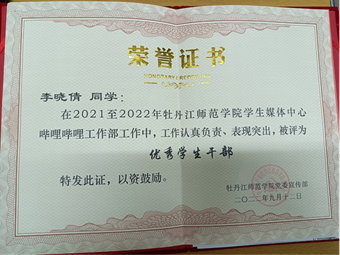 荣誉证书
HONORARY CREDENTIAL
李晓倩 同学：
在2021至2022年牡丹江师范学院学生媒体中心
哔哩哔哩工作部工作中，工作认真负责、表现突出，被评为
优秀学生干部
特发此证，以资鼓励。
牡丹江师范学院党委宣传部
二〇二二年九月十二日